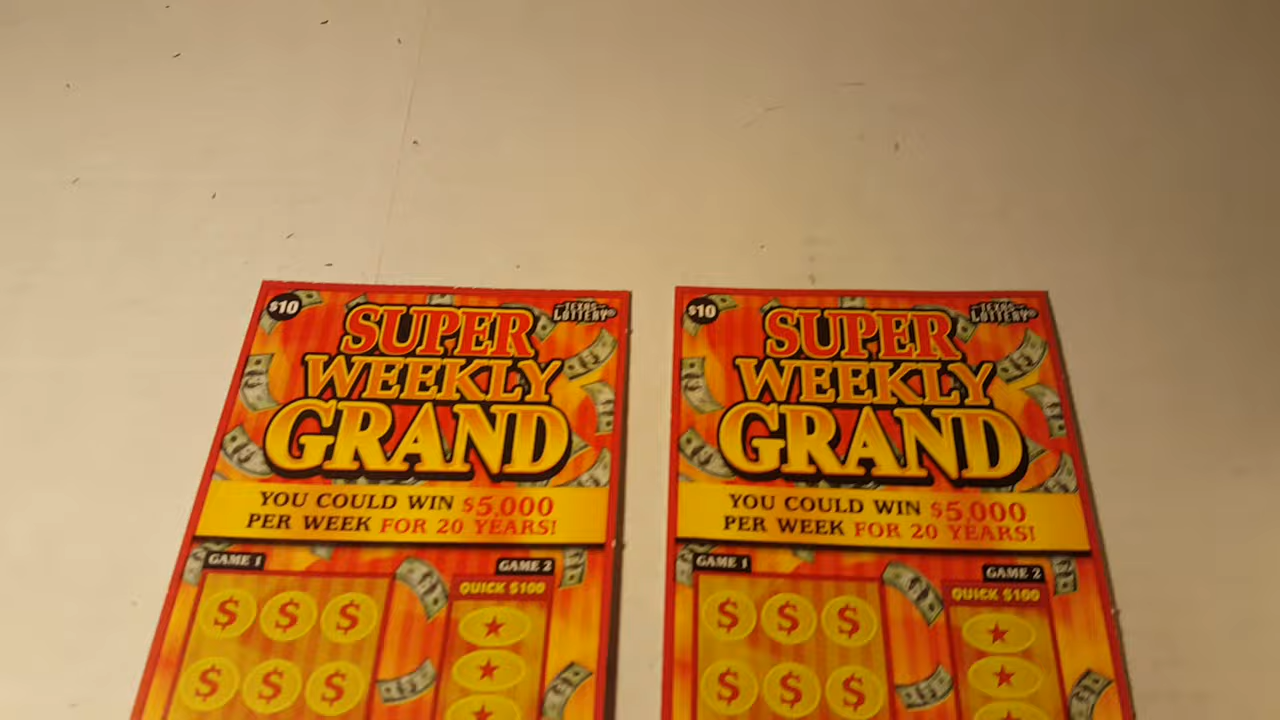 $10
TEXAS
LOTTERY®
SUPER
WEEKLY
GRAND
YOU COULD WIN $5,000
PER WEEK FOR 20 YEARS!
GAME 1
GAME 2
QUICK $100
$ $ $
$ $ $
$10
TEXAS
LOTTERY®
SUPER
WEEKLY
GRAND
YOU COULD WIN $5,000
PER WEEK FOR 20 YEARS!
GAME 1
GAME 2
QUICK $100
$ $ $
$ $ $